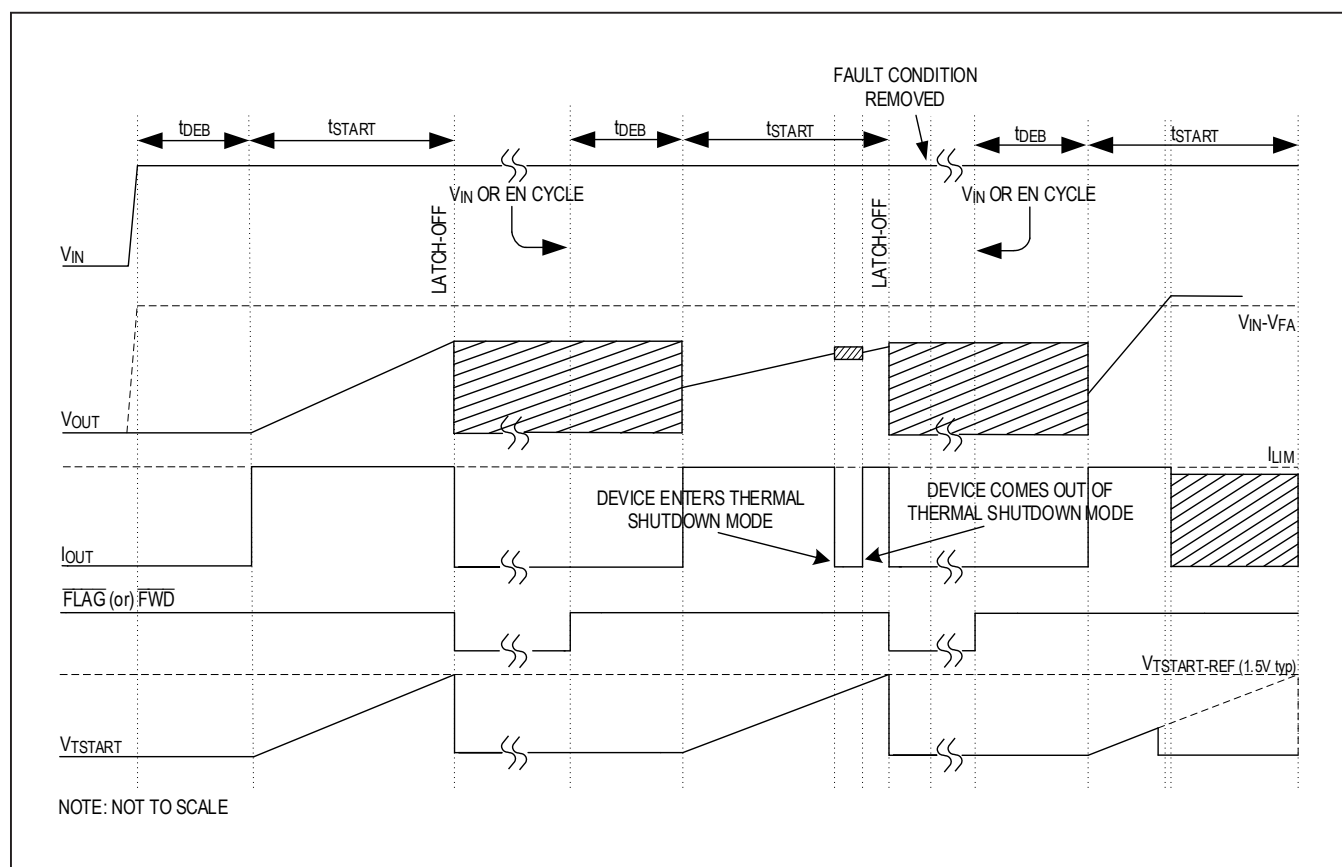 FAULT CONDITION
REMOVED
tDEB
tSTART
tDEB
tSTART
tDEB
tSTART
VIN OR EN CYCLE
VIN OR EN CYCLE
LATCH-OFF
LATCH-OFF
VIN
VIN-VFA
VOUT
ILIM
DEVICE ENTERS THERMAL
SHUTDOWN MODE
DEVICE COMES OUT OF
THERMAL SHUTDOWN MODE
IOUT
FLAG (or) FWD
VTSTART-REF (1.5V typ)
VTSTART
NOTE: NOT TO SCALE